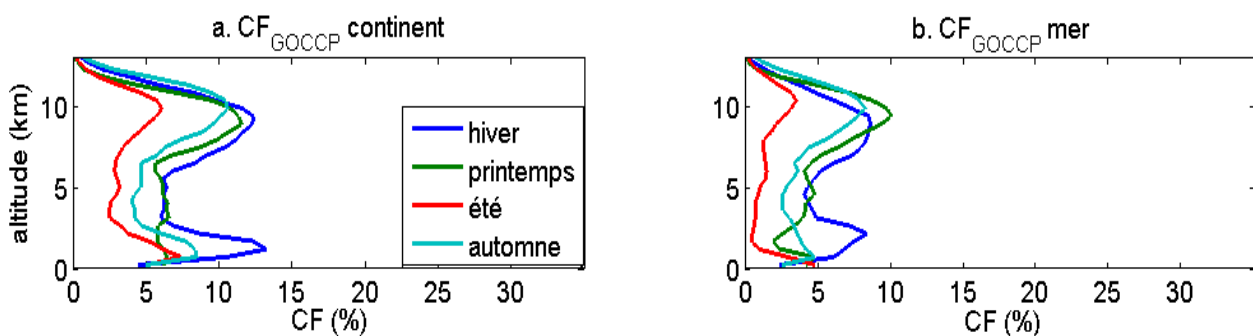 a. CF_GOCCP continent
altitude (km)
10
5
0
0 5 10 15 20 25 30
CF (%)
hiver
printemps
été
automne
b. CF_GOCCP mer
10
5
0
0 5 10 15 20 25 30
CF (%)